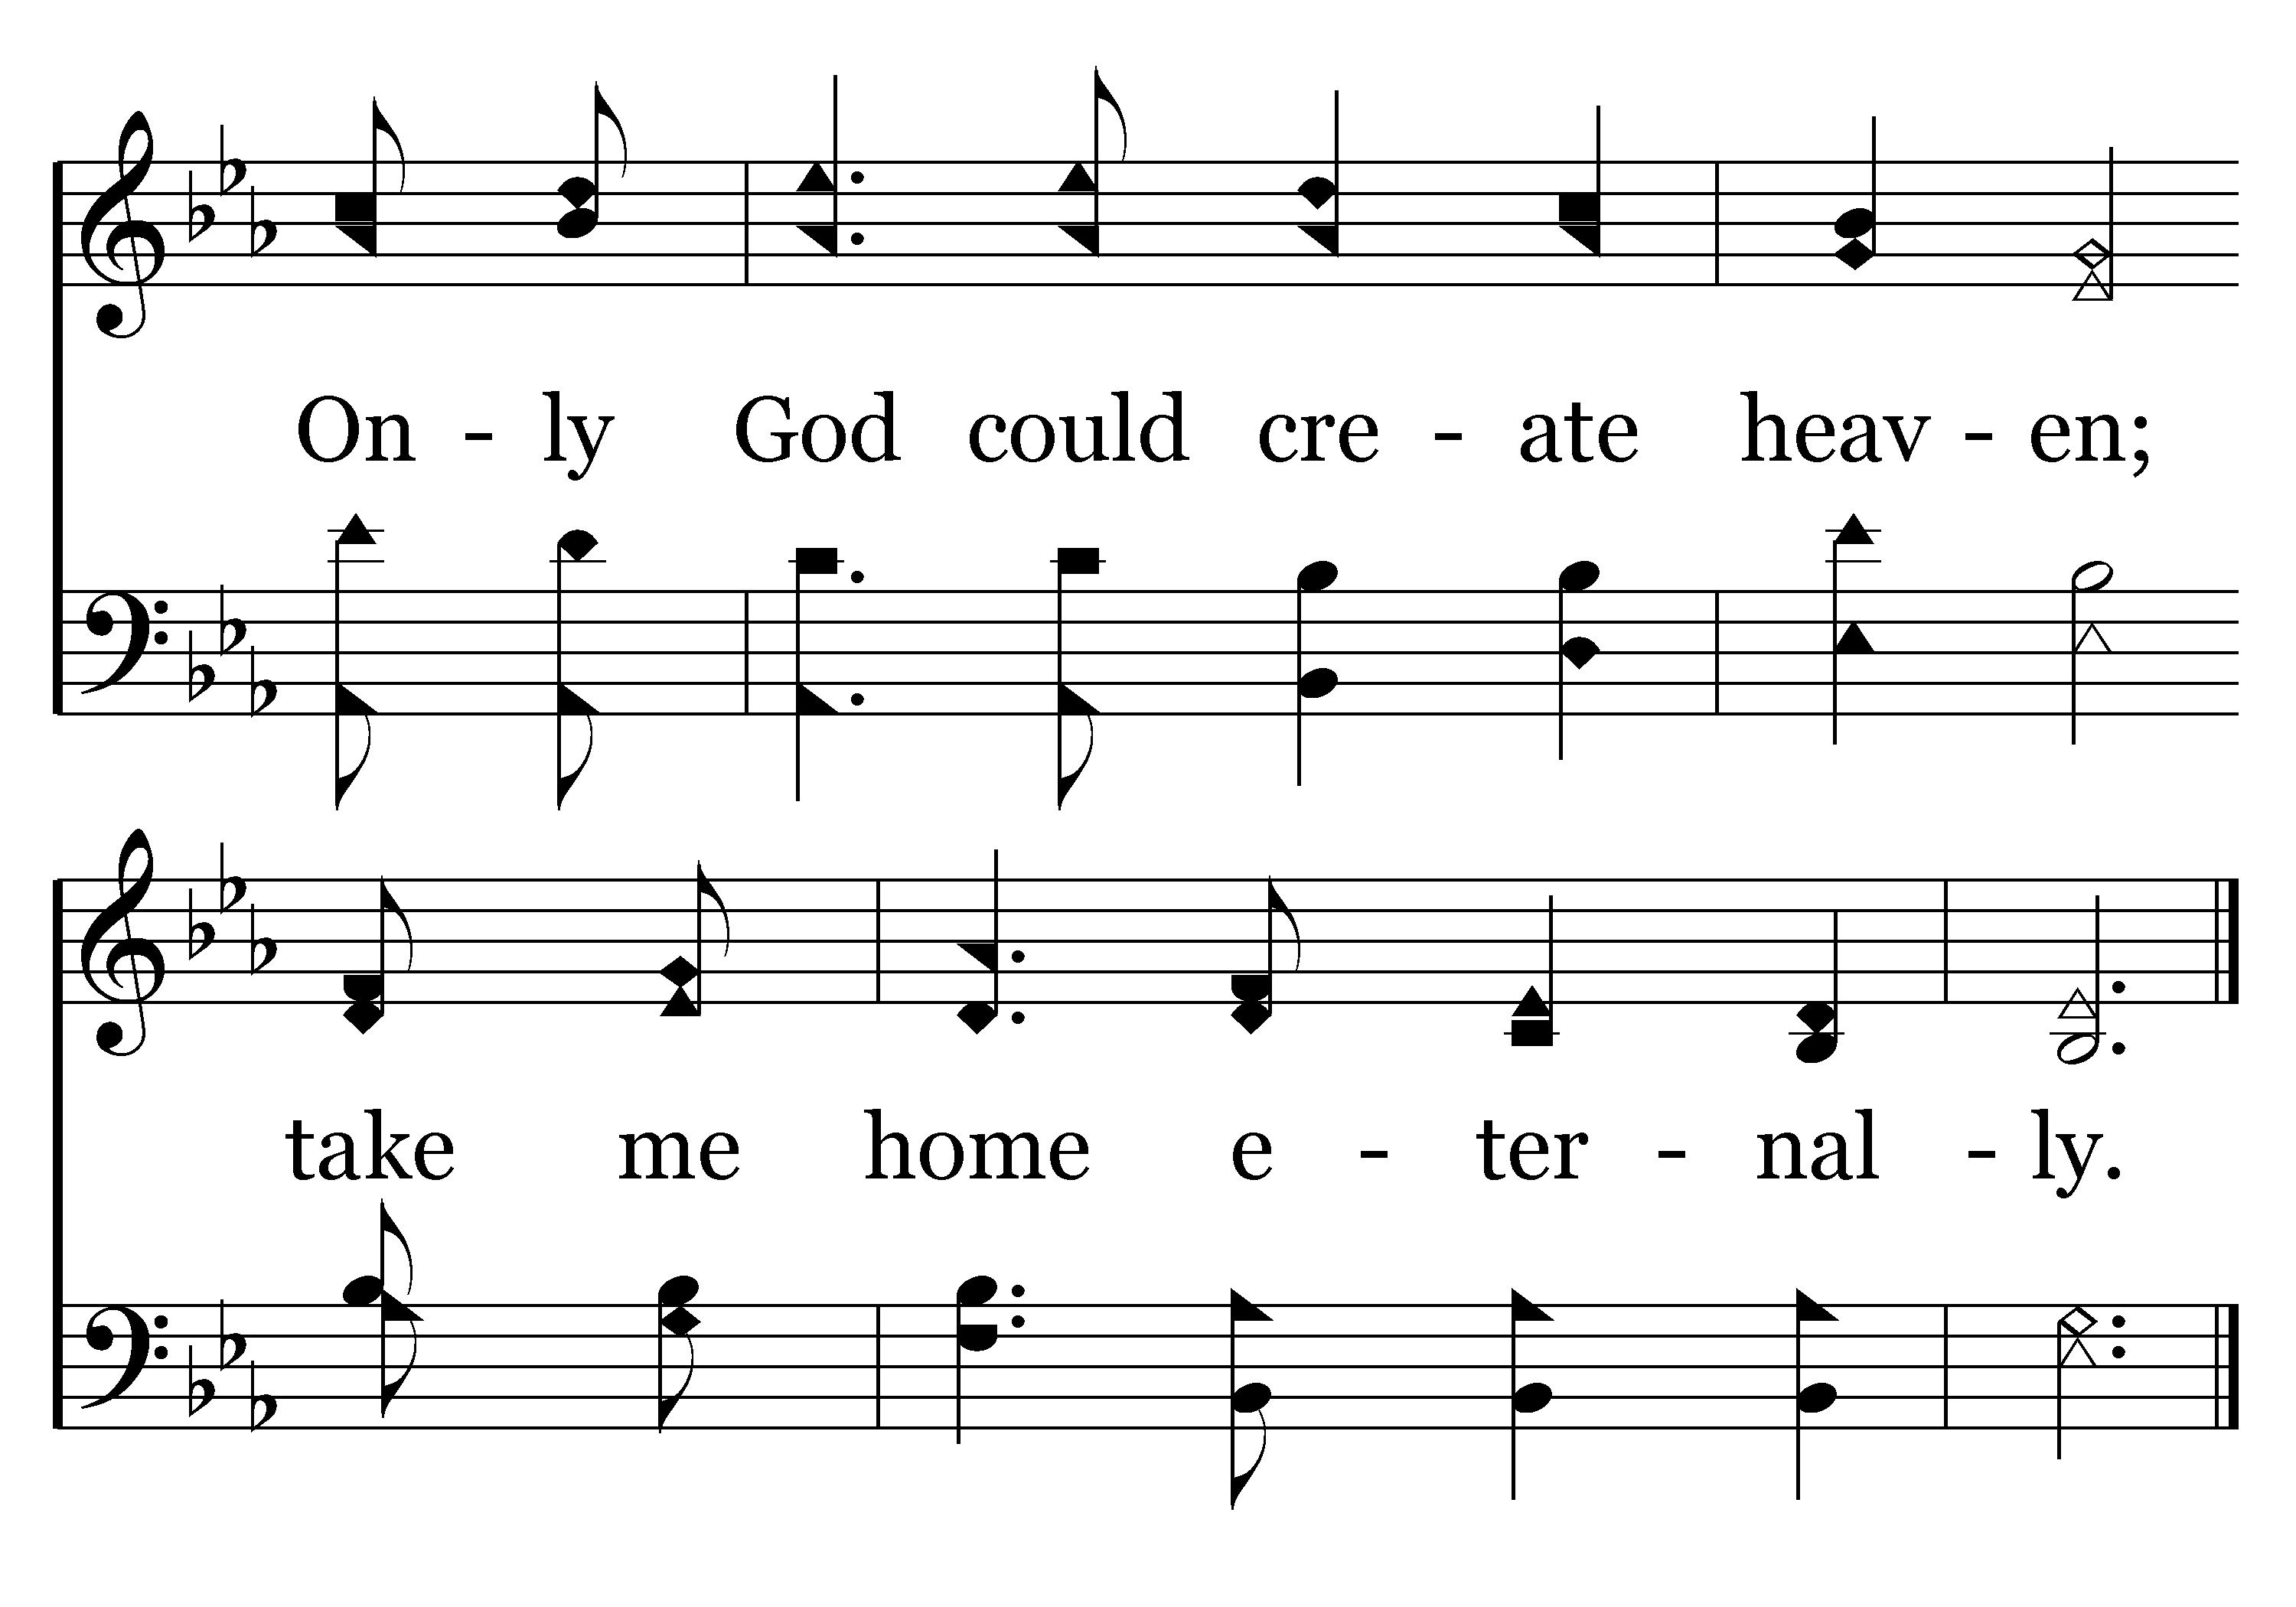 On - ly God could cre - ate heav - en;
take me home e - ter - nal - ly.